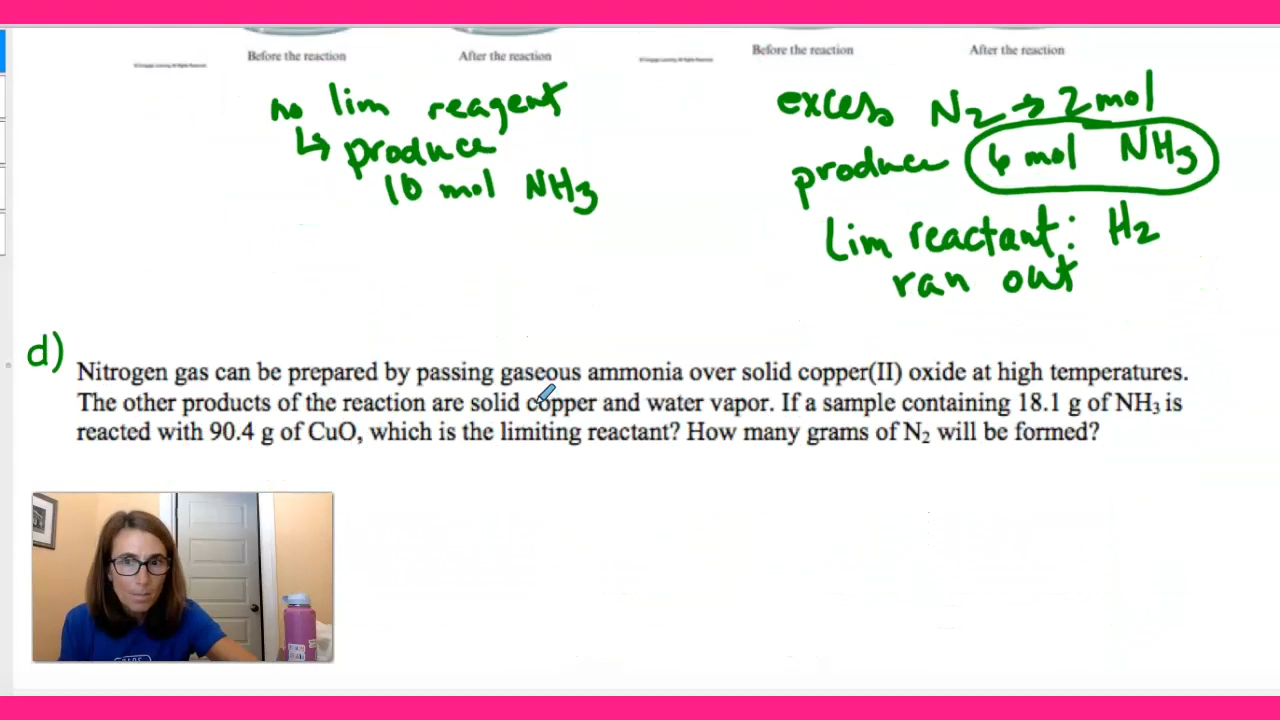 Before the reaction
After the reaction
Before the reaction
After the reaction
no lim reagent
↳ produce
10 mol NH3
excess N2 → 2 mol
produce 6 mol NH3
Lim reactant: H2
ran out
d)
Nitrogen gas can be prepared by passing gaseous ammonia over solid copper(II) oxide at high temperatures.
The other products of the reaction are solid copper and water vapor. If a sample containing 18.1 g of NH₃ is
reacted with 90.4 g of CuO, which is the limiting reactant? How many grams of N₂ will be formed?